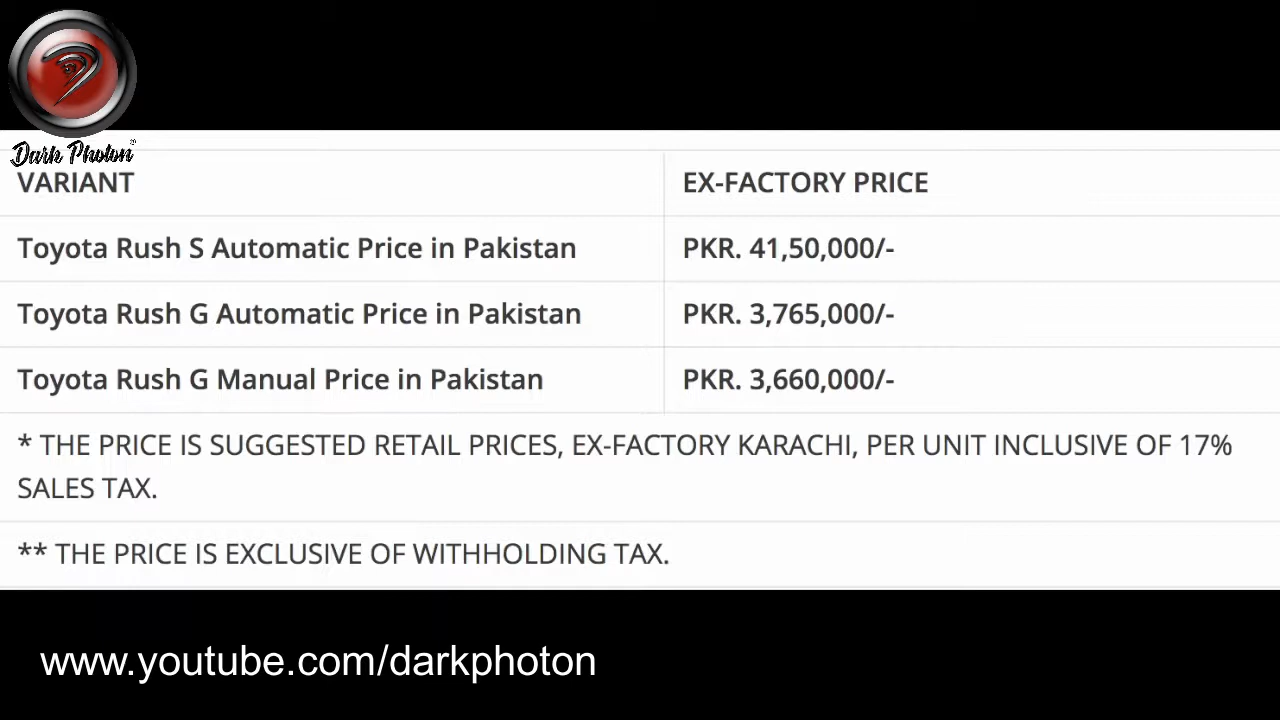 Dark Photon®
VARIANT EX-FACTORY PRICE
Toyota Rush S Automatic Price in Pakistan PKR. 41,50,000/-
Toyota Rush G Automatic Price in Pakistan PKR. 3,765,000/-
Toyota Rush G Manual Price in Pakistan PKR. 3,660,000/-
* THE PRICE IS SUGGESTED RETAIL PRICES, EX-FACTORY KARACHI, PER UNIT INCLUSIVE OF 17%
SALES TAX.
** THE PRICE IS EXCLUSIVE OF WITHHOLDING TAX.
www.youtube.com/darkphoton